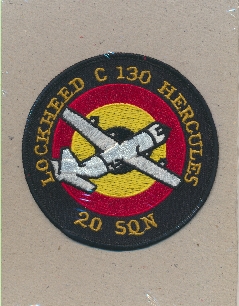 LOCKHEED C 130 HERCULES
20 SQN